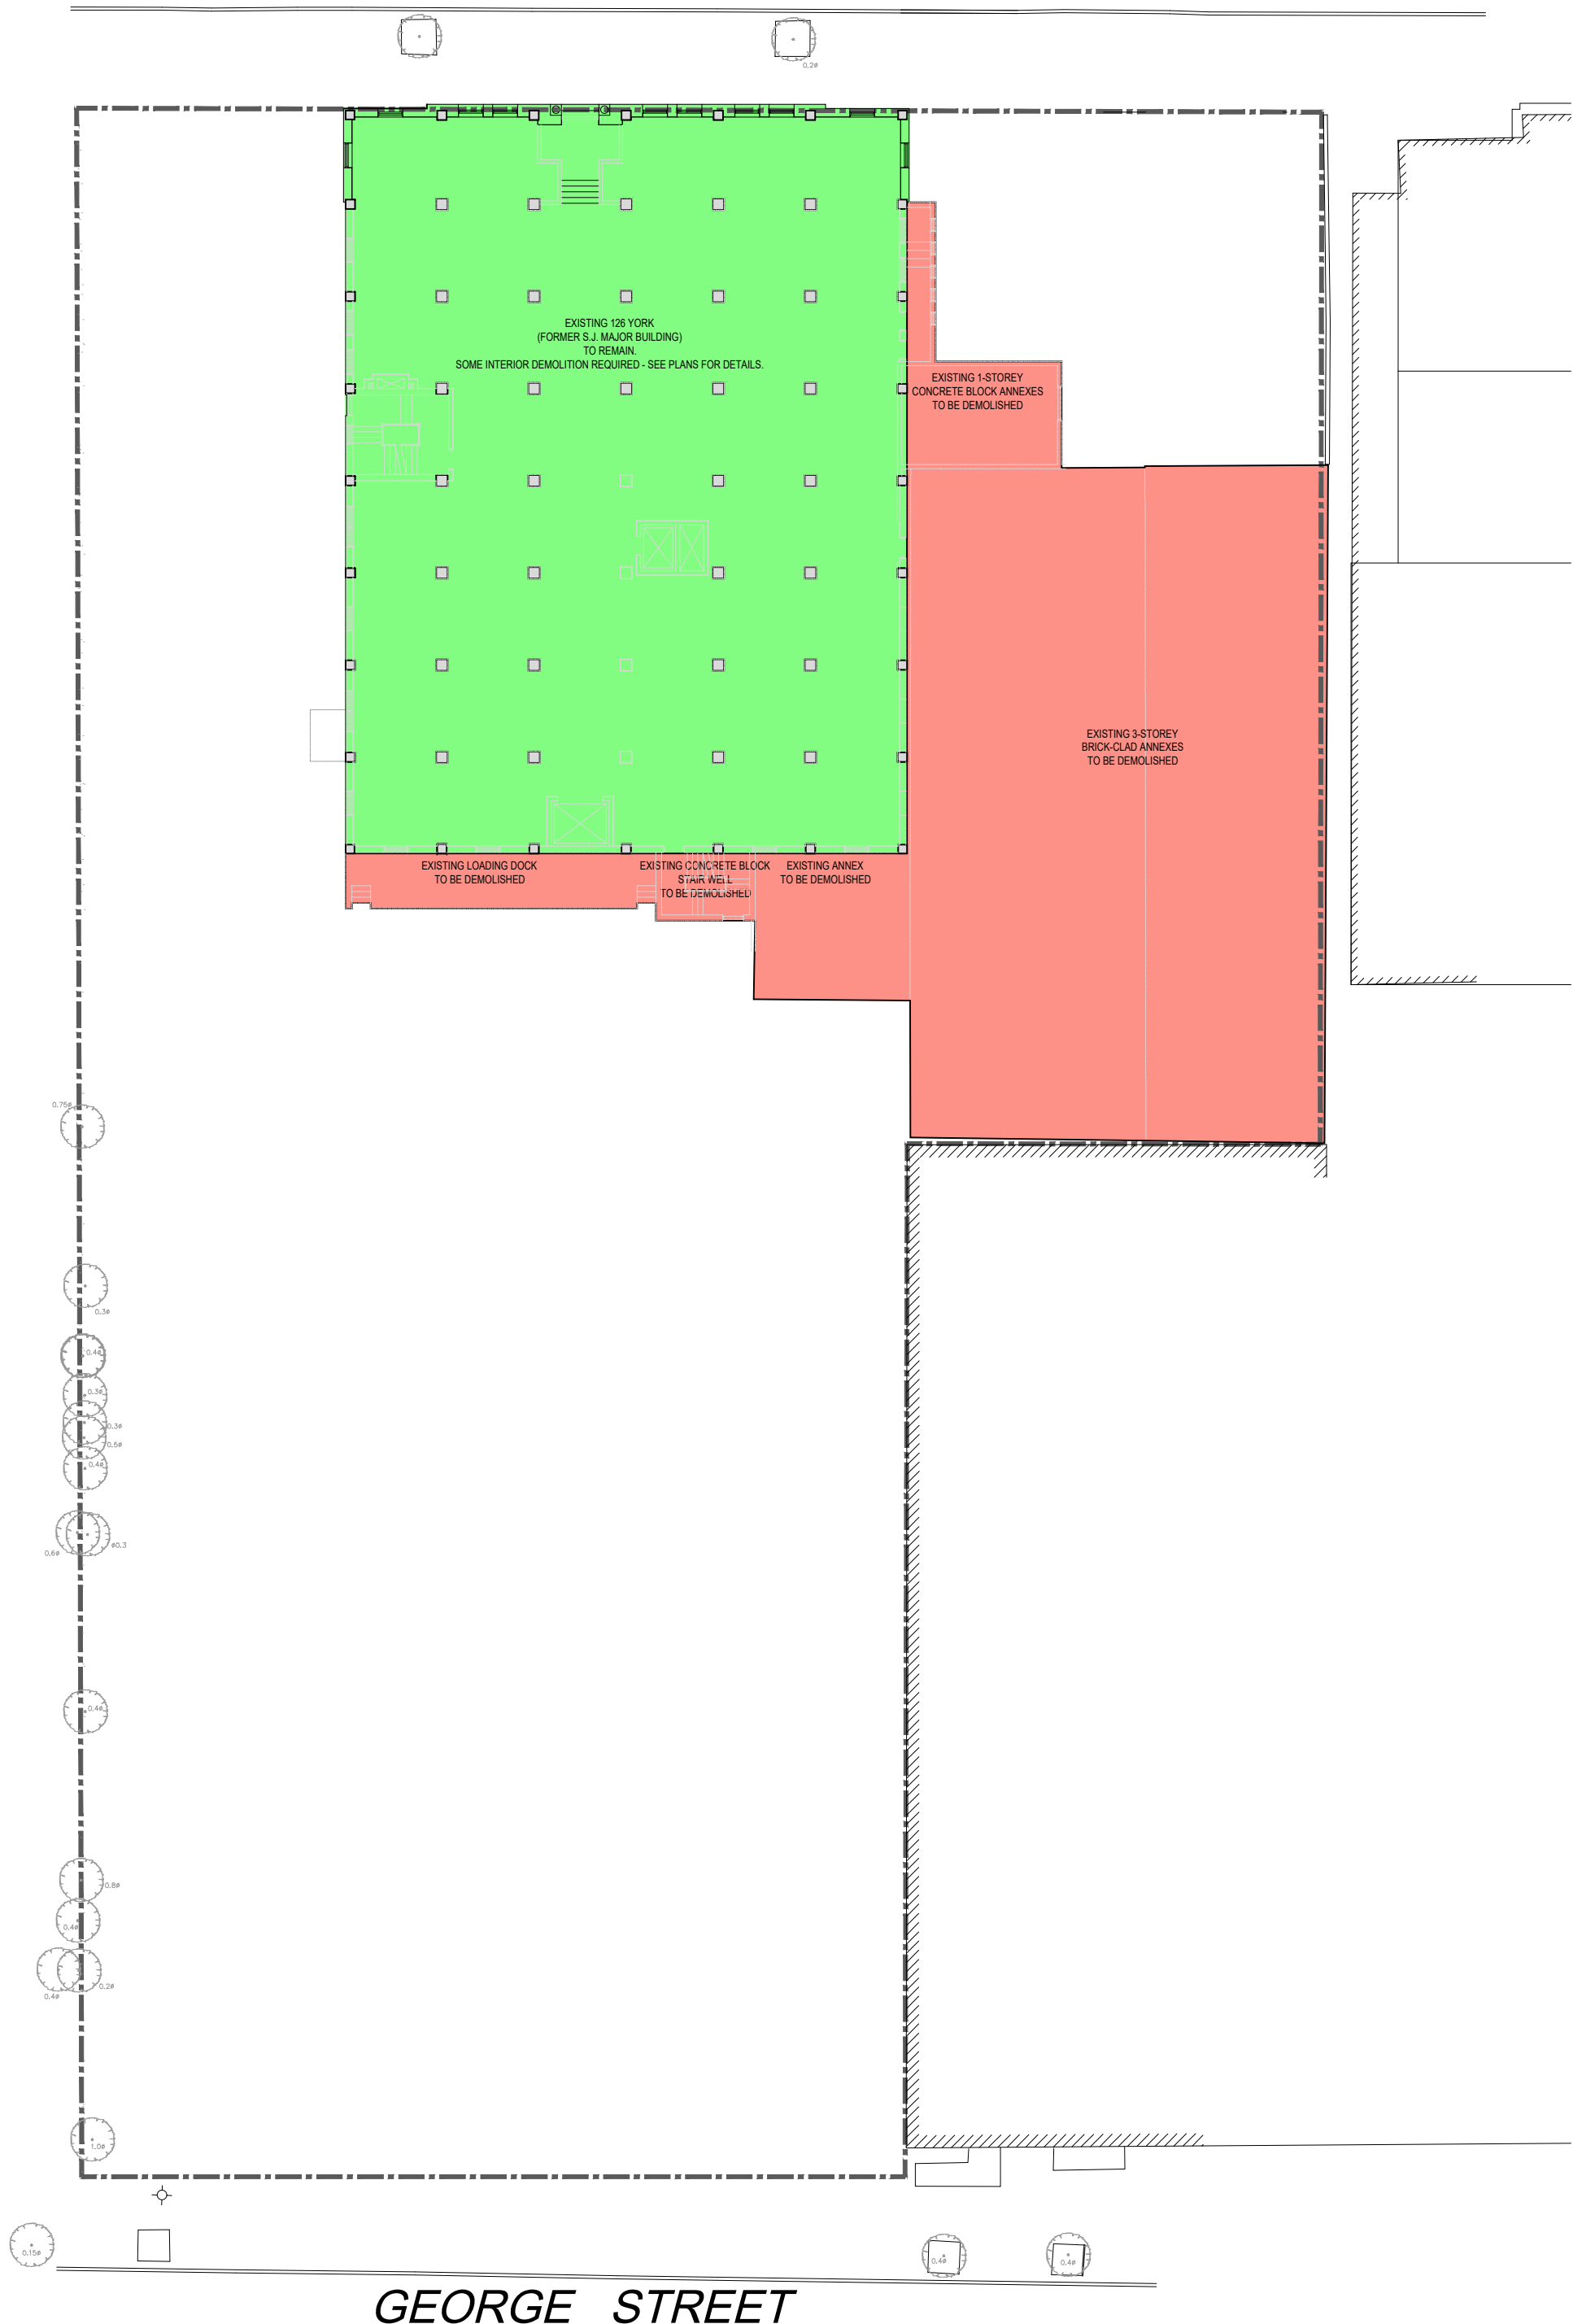 0.2ø
EXISTING 126 YORK
(FORMER S.J. MAJOR BUILDING)
TO REMAIN.
SOME INTERIOR DEMOLITION REQUIRED - SEE PLANS FOR DETAILS.
EXISTING 1-STOREY
CONCRETE BLOCK ANNEXES
TO BE DEMOLISHED
EXISTING 3-STOREY
BRICK-CLAD ANNEXES
TO BE DEMOLISHED
EXISTING LOADING DOCK
TO BE DEMOLISHED
EXISTING CONCRETE BLOCK
STAIR WELL
TO BE DEMOLISHED
EXISTING ANNEX
TO BE DEMOLISHED
0.75ø
0.3ø
0.4ø
0.3ø
0.3ø
0.5ø
0.4ø
0.6ø
ø0.3
0.4ø
0.8ø
0.4ø
0.2ø
0.4ø
1.0ø
0.15ø
0.4ø
0.4ø
GEORGE STREET